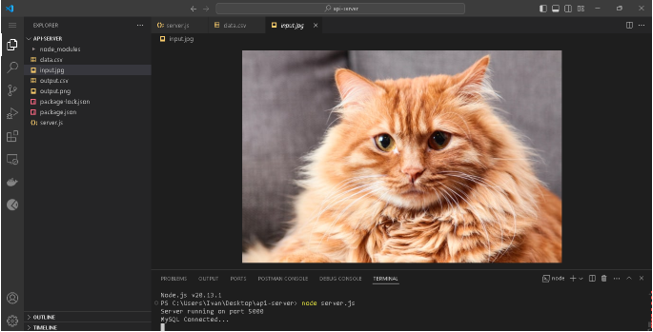 api-server
EXPLORER
API-SERVER
node_modules
data.csv
input.jpg
output.csv
output.png
package-lock.json
package.json
server.js
OUTLINE
TIMELINE
server.js
data.csv
input.jpg
input.jpg
PROBLEMS OUTPUT PORTS POSTMAN CONSOLE DEBUG CONSOLE TERMINAL
node
Node.js v20.13.1
PS C:\Users\Ivan\Desktop\api-server> node server.js
Server running on port 5000
MySQL Connected...